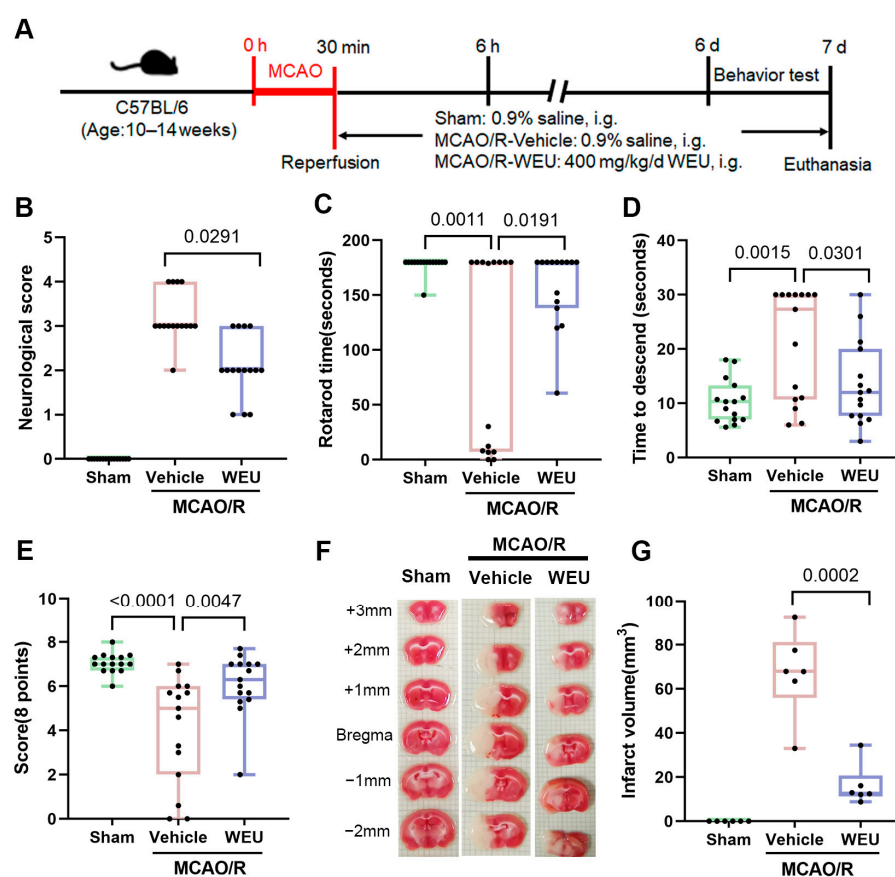 A
0 h
30 min
6 h
6 d
7 d
MCAO
Behavior test
C57BL/6
(Age:10–14weeks)
Sham: 0.9% saline, i.g.
MCAO/R-Vehicle: 0.9% saline, i.g.
MCAO/R-WEU: 400 mg/kg/d WEU, i.g.
Reperfusion
Euthanasia
B
0.0291
Neurological score
5
4
3
2
1
0
Sham
Vehicle
WEU
MCAO/R
C
0.0011
0.0191
Rotarod time(seconds)
200
150
100
50
0
Sham
Vehicle
WEU
MCAO/R
D
0.0015
0.0301
Time to descend (seconds)
40
30
20
10
0
Sham
Vehicle
WEU
MCAO/R
E
<0.0001
0.0047
Score(8 points)
10
8
6
4
2
0
Sham
Vehicle
WEU
MCAO/R
F
MCAO/R
Sham
Vehicle
WEU
+3mm
+2mm
+1mm
Bregma
−1mm
−2mm
G
0.0002
Infarct volume(mm³)
100
80
60
40
20
0
Sham
Vehicle
WEU
MCAO/R